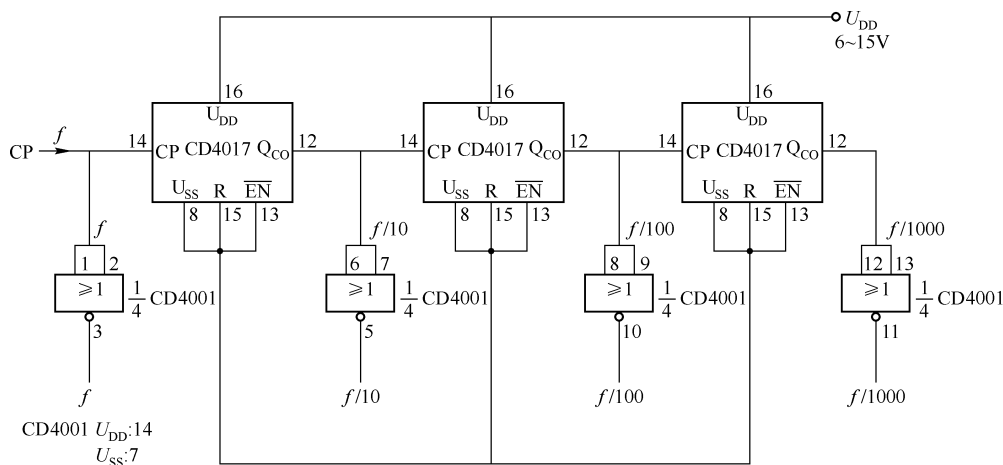 U_DD
6~15V
16 16 16
U_DD U_DD U_DD
CP f 14 CP CD4017 Q_CO 12 14 CP CD4017 Q_CO 12 14 CP CD4017 Q_CO 12
U_SS R E̅N̅ U_SS R E̅N̅ U_SS R E̅N̅
8 15 13 8 15 13 8 15 13
f f/10 f/100 f/1000
1 2 6 7 8 9 12 13
≥1 1/4 CD4001 ≥1 1/4 CD4001 ≥1 1/4 CD4001 ≥1 1/4 CD4001
3 5 10 11
f f/10 f/100 f/1000
CD4001 U_DD:14
U_SS:7